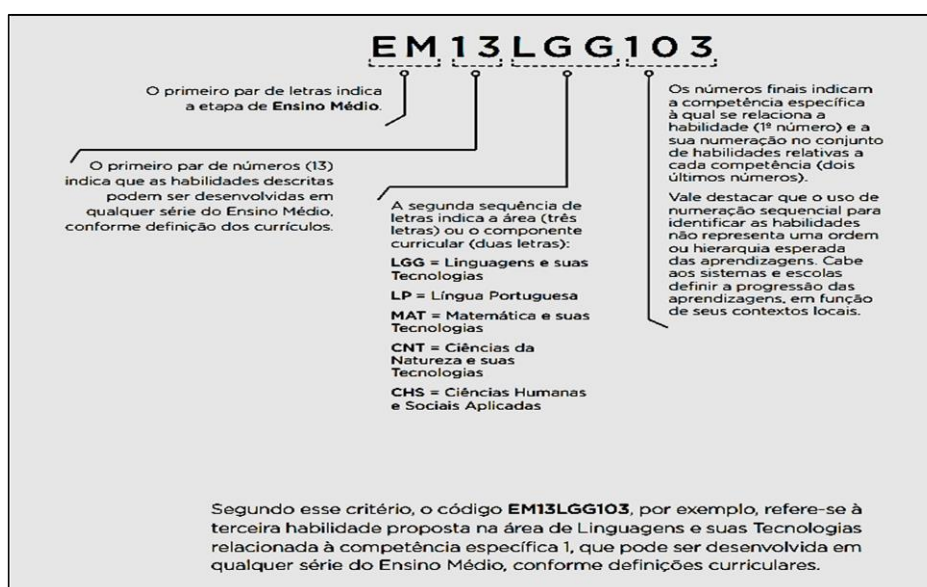 EM13LGG103
O primeiro par de letras indica
a etapa de Ensino Médio.
O primeiro par de números (13)
indica que as habilidades descritas
podem ser desenvolvidas em
qualquer série do Ensino Médio,
conforme definição dos currículos.
A segunda sequência de
letras indica a área (três
letras) ou o componente
curricular (duas letras):
LGG = Linguagens e suas
Tecnologias
LP = Língua Portuguesa
MAT = Matemática e suas
Tecnologias
CNT = Ciências da
Natureza e suas
Tecnologias
CHS = Ciências Humanas
e Sociais Aplicadas
Os números finais indicam
a competência específica
à qual se relaciona a
habilidade (1º número) e a
sua numeração no conjunto
de habilidades relativas a
cada competência (dois
últimos números).
Vale destacar que o uso de
numeração sequencial para
identificar as habilidades
não representa uma ordem
ou hierarquia esperada
das aprendizagens. Cabe
aos sistemas e escolas
definir a progressão das
aprendizagens, em função
de seus contextos locais.
Segundo esse critério, o código EM13LGG103, por exemplo, refere-se à
terceira habilidade proposta na área de Linguagens e suas Tecnologias
relacionada à competência específica 1, que pode ser desenvolvida em
qualquer série do Ensino Médio, conforme definições curriculares.